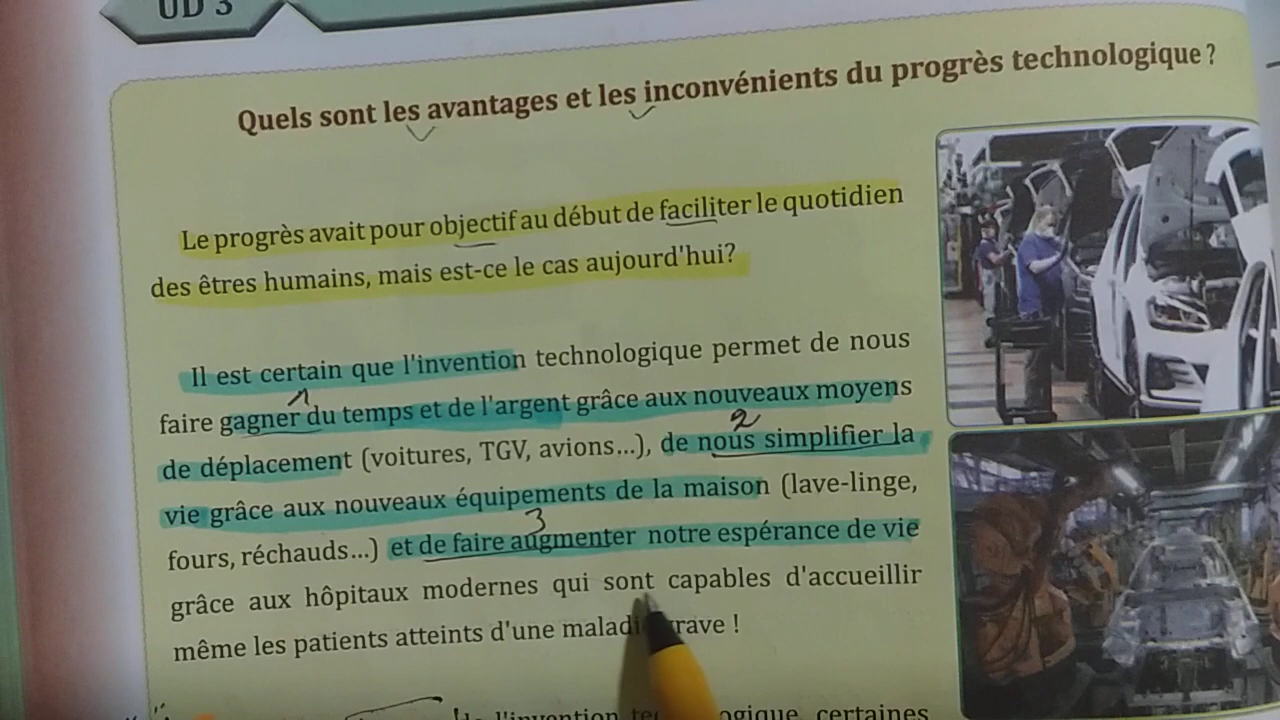 UD 3
Quels sont les avantages et les inconvénients du progrès technologique ?
Le progrès avait pour objectif au début de faciliter le quotidien
des êtres humains, mais est-ce le cas aujourd'hui?
Il est certain que l'invention technologique permet de nous
1
faire gagner du temps et de l'argent grâce aux nouveaux moyens
2
de déplacement (voitures, TGV, avions...), de nous simplifier la
vie grâce aux nouveaux équipements de la maison (lave-linge,
3
fours, réchauds...) et de faire augmenter notre espérance de vie
grâce aux hôpitaux modernes qui sont capables d'accueillir
même les patients atteints d'une maladie grave !
l'invention certaines